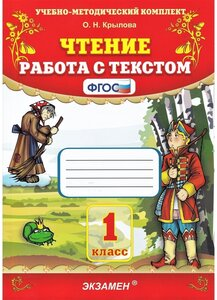 УЧЕБНО-МЕТОДИЧЕСКИЙ КОМПЛЕКТ
О. Н. Крылова
ЧТЕНИЕ
РАБОТА С ТЕКСТОМ
ФГОС
1
класс
ЭКЗАМЕН